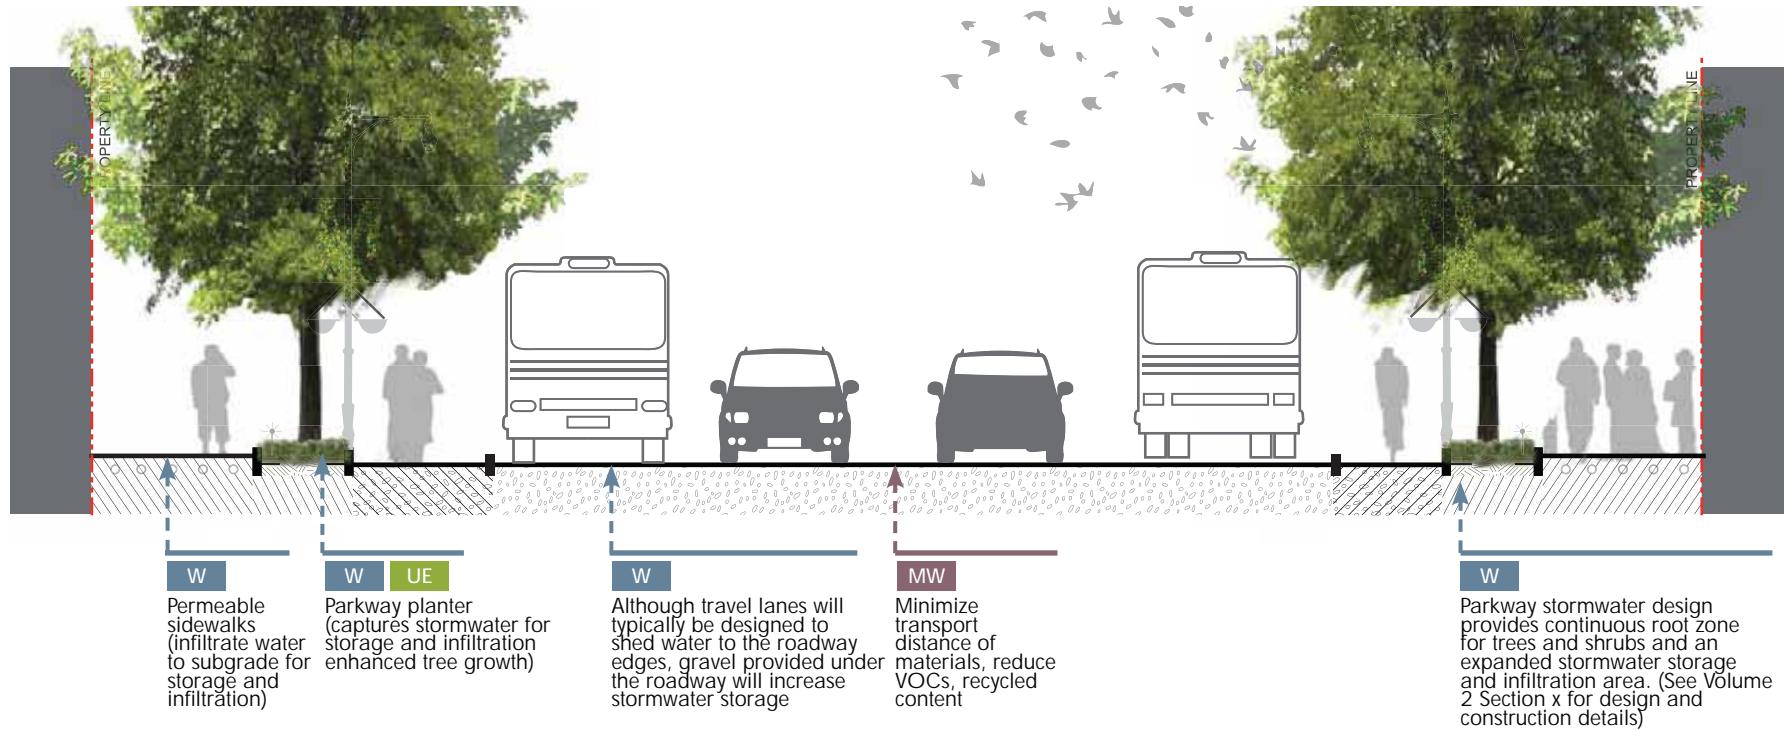 PROPERTY LINE
PROPERTY LINE
W
Permeable
sidewalks
(infiltrate water
to subgrade for
storage and
infiltration)
W UE
Parkway planter
(captures stormwater for
storage and infiltration
enhanced tree growth)
W
Although travel lanes will
typically be designed to
shed water to the roadway
edges, gravel provided under
the roadway will increase
stormwater storage
MW
Minimize
transport
distance of
materials, reduce
VOCs, recycled
content
W
Parkway stormwater design
provides continuous root zone
for trees and shrubs and an
expanded stormwater storage
and infiltration area. (See Volume
2 Section x for design and
construction details)